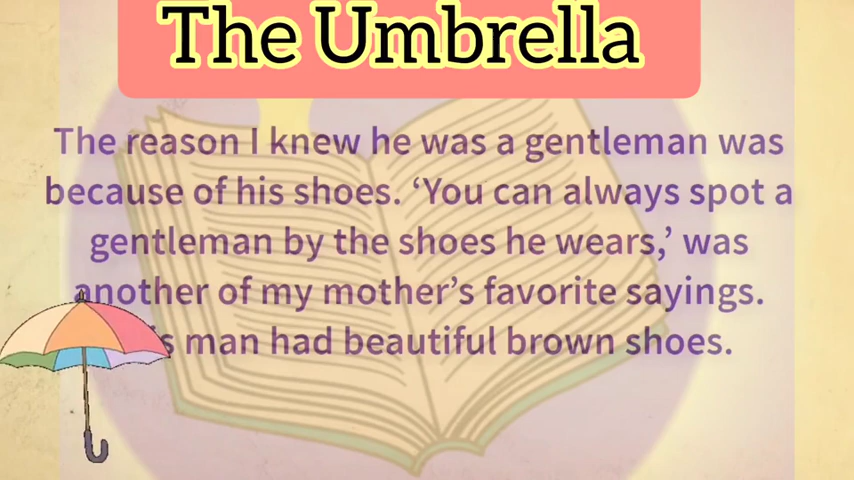 The Umbrella
The reason I knew he was a gentleman was
because of his shoes. ‘You can always spot a
gentleman by the shoes he wears,’ was
another of my mother’s favorite sayings.
man had beautiful brown shoes.